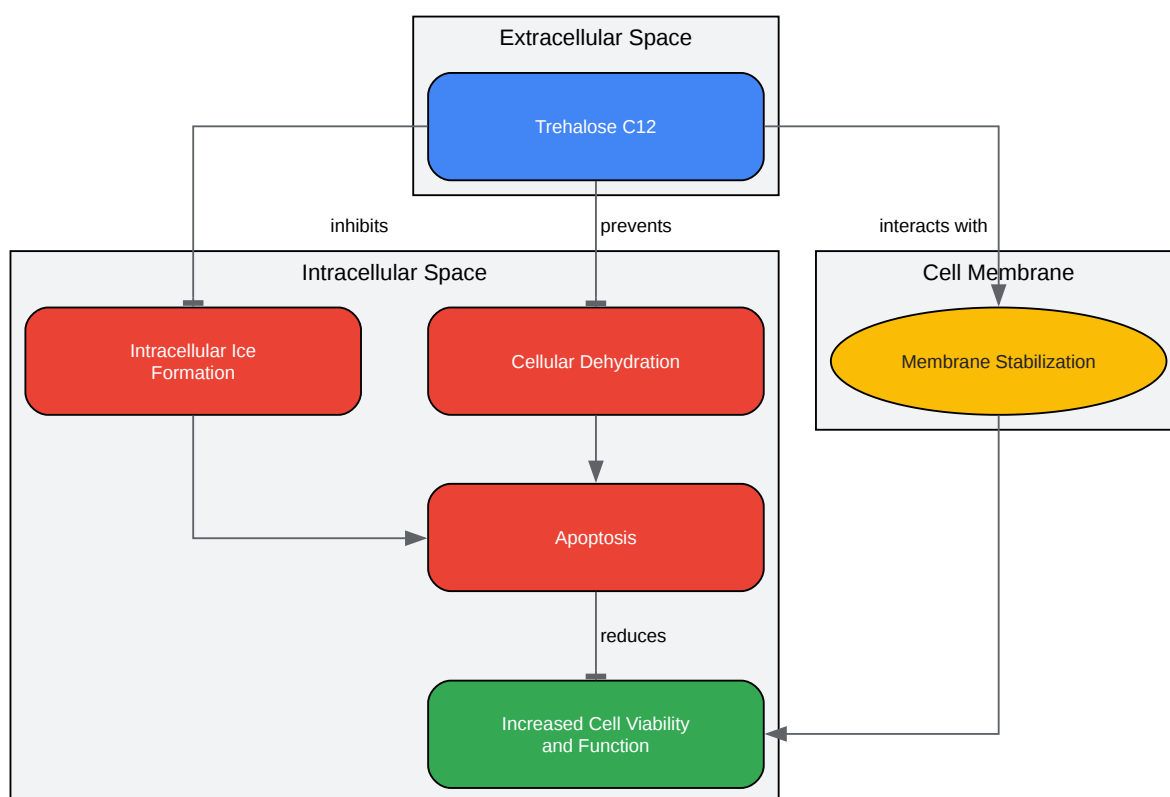 Extracellular Space
Trehalose C12
inhibits
prevents
interacts with
Intracellular Space
Cell Membrane
Intracellular Ice
Formation
Cellular Dehydration
Membrane Stabilization
Apoptosis
reduces
Increased Cell Viability
and Function